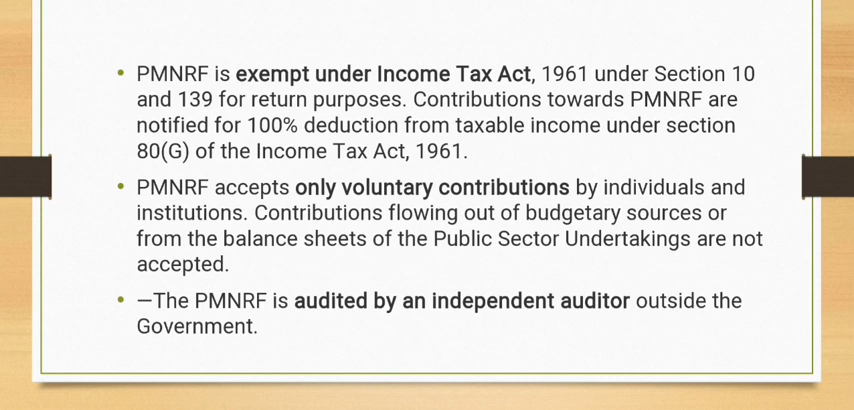 • PMNRF is exempt under Income Tax Act, 1961 under Section 10
and 139 for return purposes. Contributions towards PMNRF are
notified for 100% deduction from taxable income under section
80(G) of the Income Tax Act, 1961.
• PMNRF accepts only voluntary contributions by individuals and
institutions. Contributions flowing out of budgetary sources or
from the balance sheets of the Public Sector Undertakings are not
accepted.
• —The PMNRF is audited by an independent auditor outside the
Government.